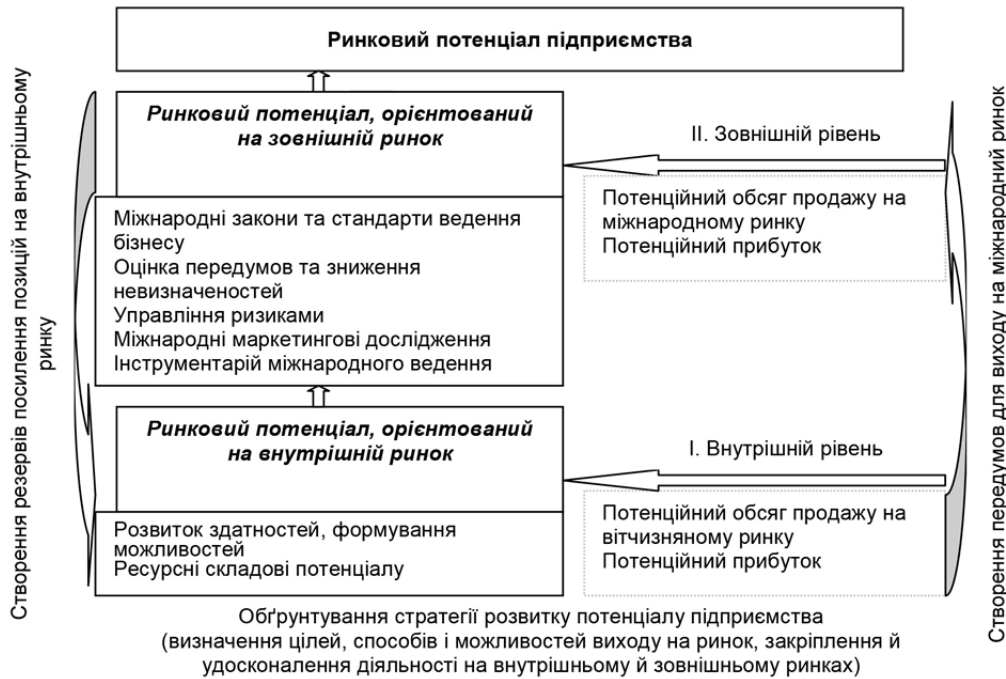 Ринковий потенціал підприємства
Створення резервів посилення позицій на внутрішньому
ринку
Ринковий потенціал, орієнтований
на зовнішній ринок
Міжнародні закони та стандарти ведення
бізнесу
Оцінка передумов та зниження
невизначеностей
Управління ризиками
Міжнародні маркетингові дослідження
Інструментарій міжнародного ведення
II. Зовнішній рівень
Потенційний обсяг продажу на
міжнародному ринку
Потенційний прибуток
Ринковий потенціал, орієнтований
на внутрішній ринок
Розвиток здатностей, формування
можливостей
Ресурсні складові потенціалу
I. Внутрішній рівень
Потенційний обсяг продажу на
вітчизняному ринку
Потенційний прибуток
Створення передумов для виходу на міжнародний ринок
Обґрунтування стратегії розвитку потенціалу підприємства
(визначення цілей, способів і можливостей виходу на ринок, закріплення й
удосконалення діяльності на внутрішньому й зовнішньому ринках)